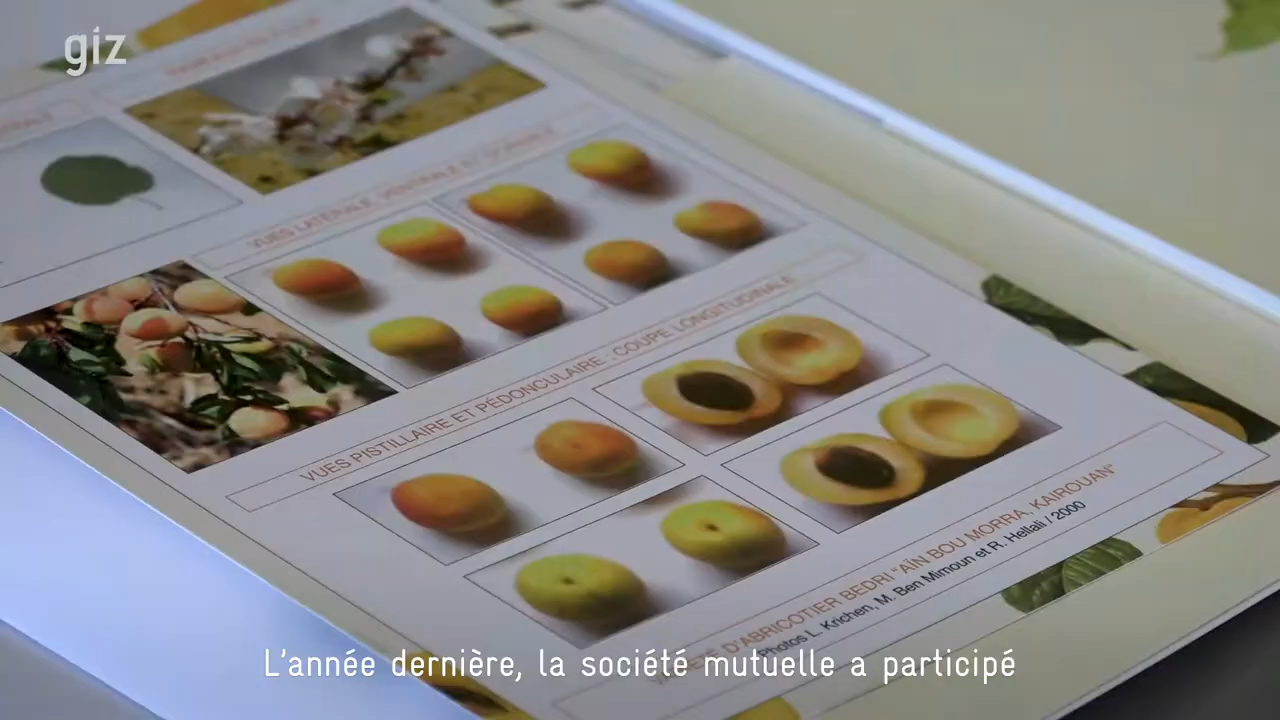 giz
VUES LATÉRALE VENTRALE ET DORSALE
VUES PISTILLAIRE ET PÉDONCULAIRE : COUPE LONGITUDINALE
D'ABRICOTIER BEDRI "AÏN BOU MORRA, KAIROUAN"
Photos L. Krichen, M. Ben Mimoun et R. Hellali / 2000
L'année dernière, la société mutuelle a participé